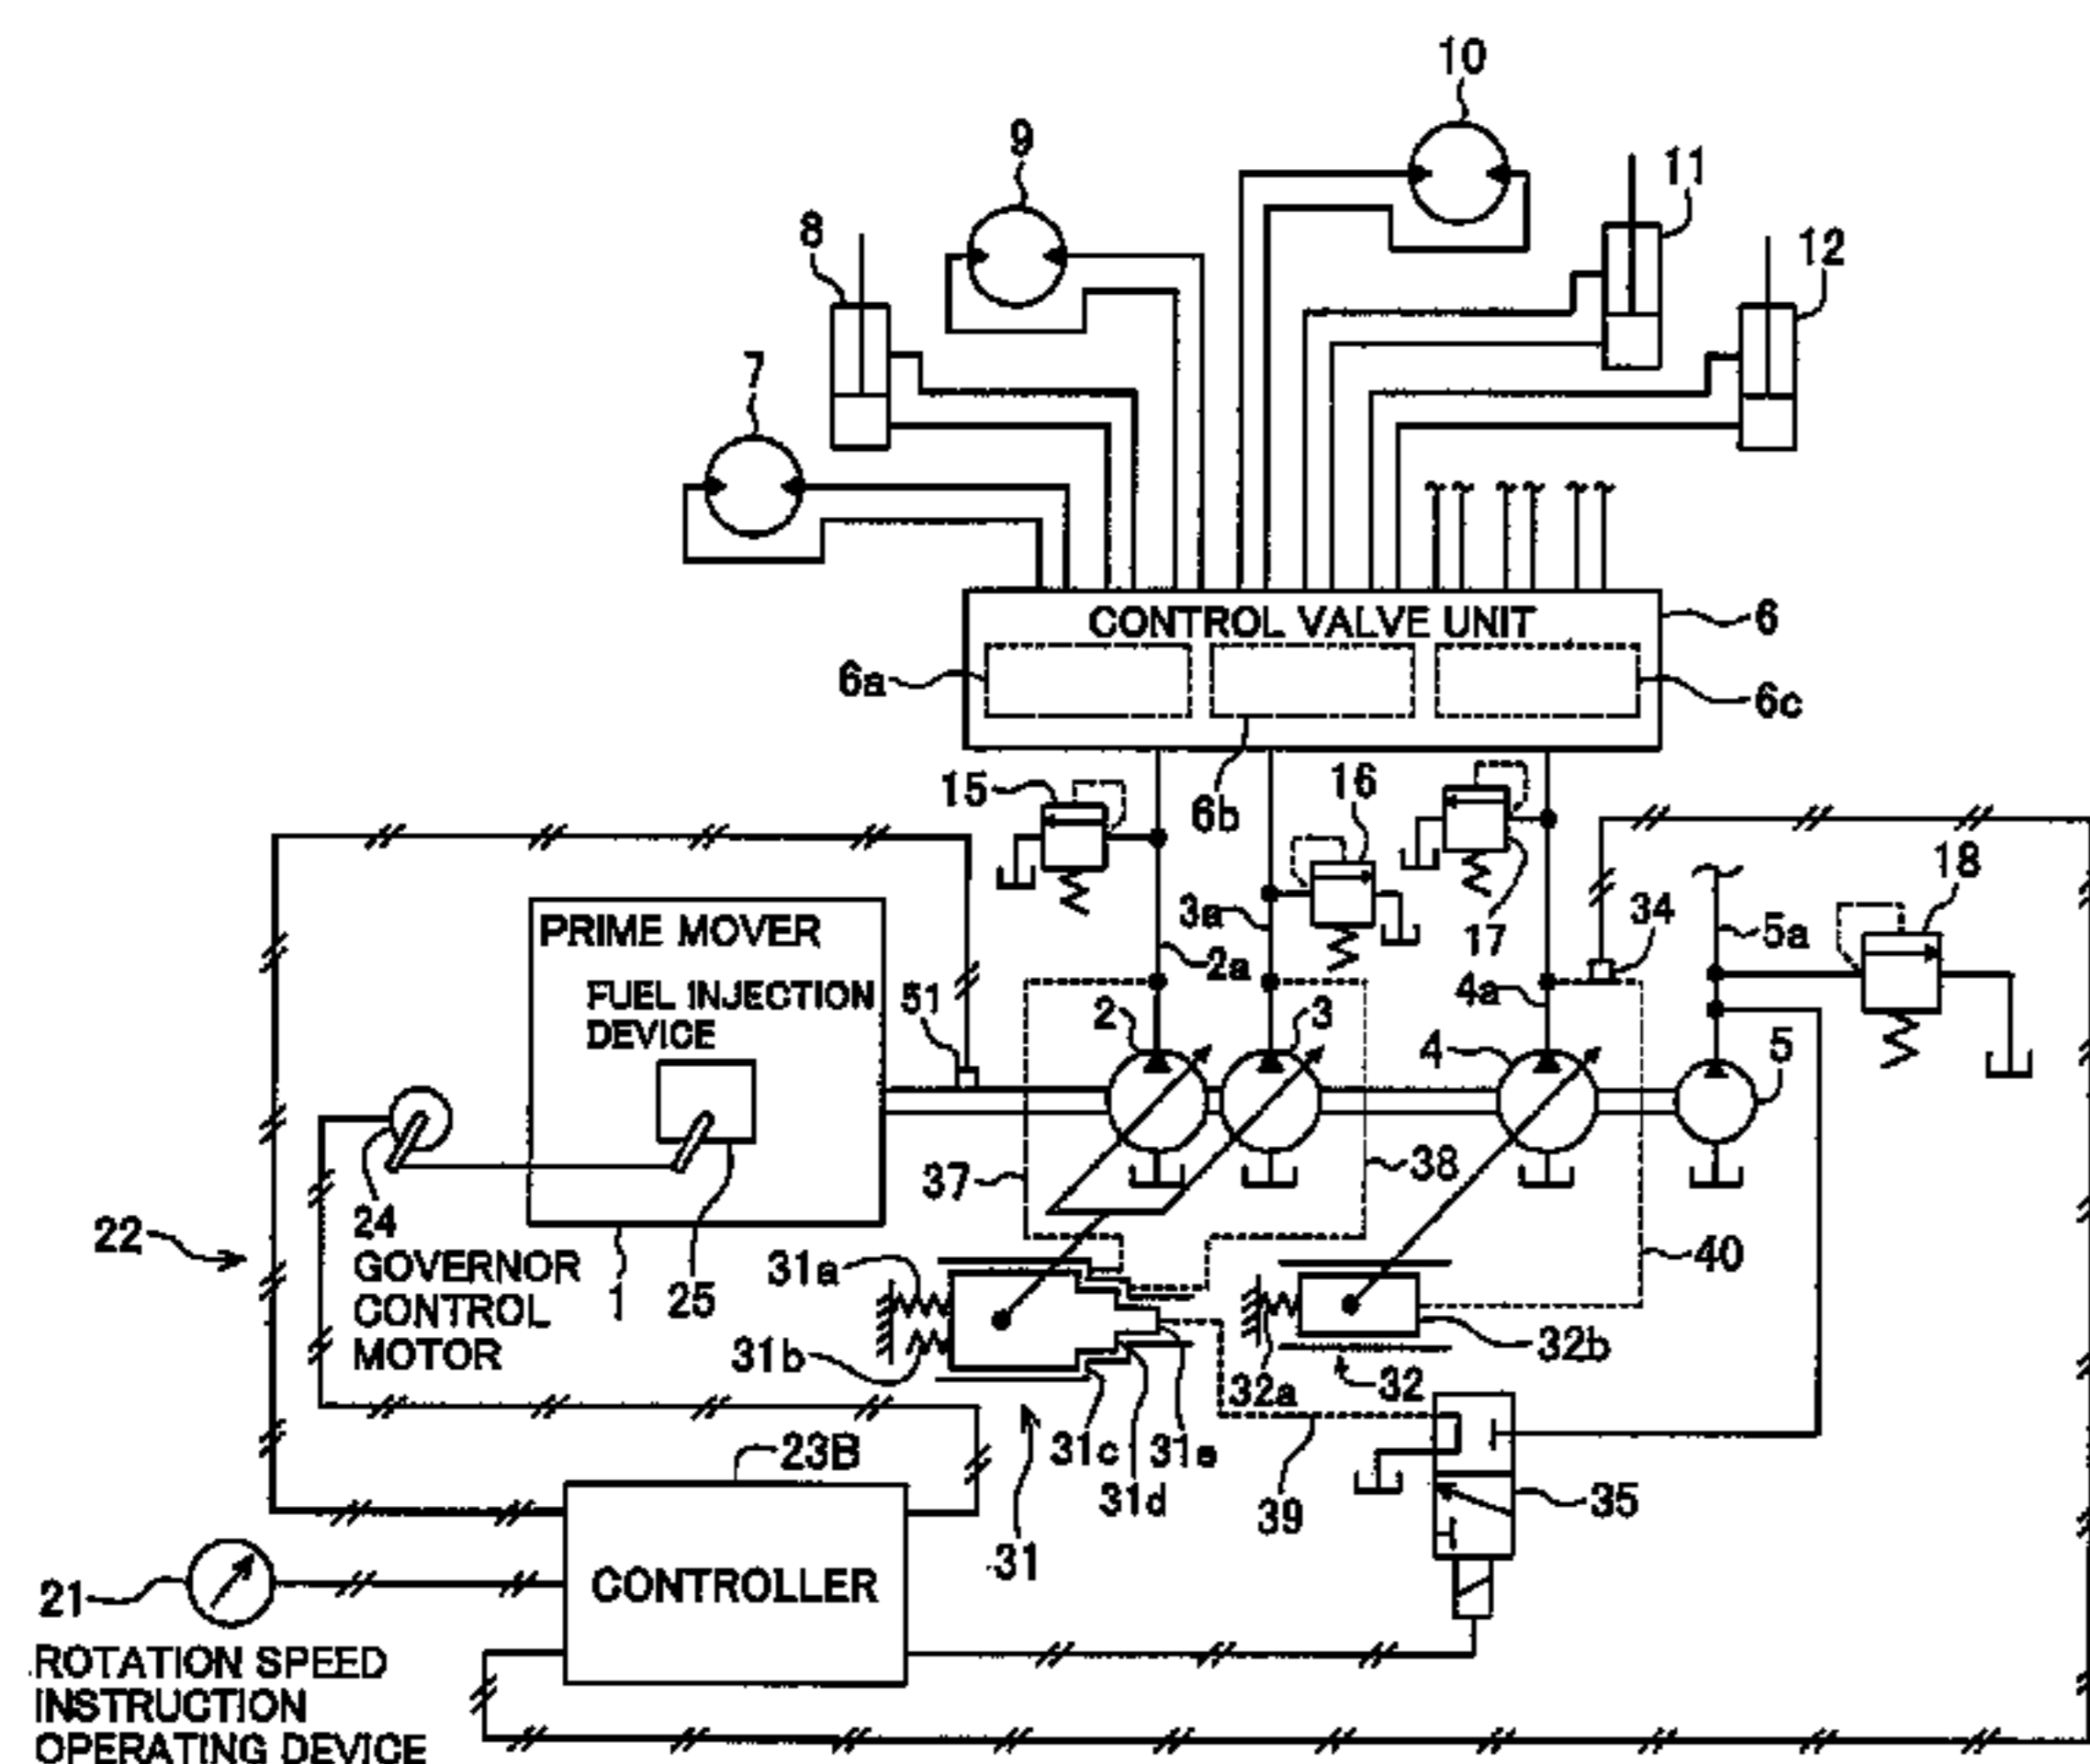 10
9
11
8
12
7
CONTROL VALVE UNIT
6
6a
6c
15
6b
16
17
18
34
3a
2a
5a
4a
PRIME MOVER
FUEL INJECTION
DEVICE
51
2
3
4
5
37
38
40
22
24
GOVERNOR
CONTROL
MOTOR
1
25
31a
31b
32a
32
32b
31c
31d
31e
31
39
35
23B
CONTROLLER
21
ROTATION SPEED
INSTRUCTION
OPERATING DEVICE